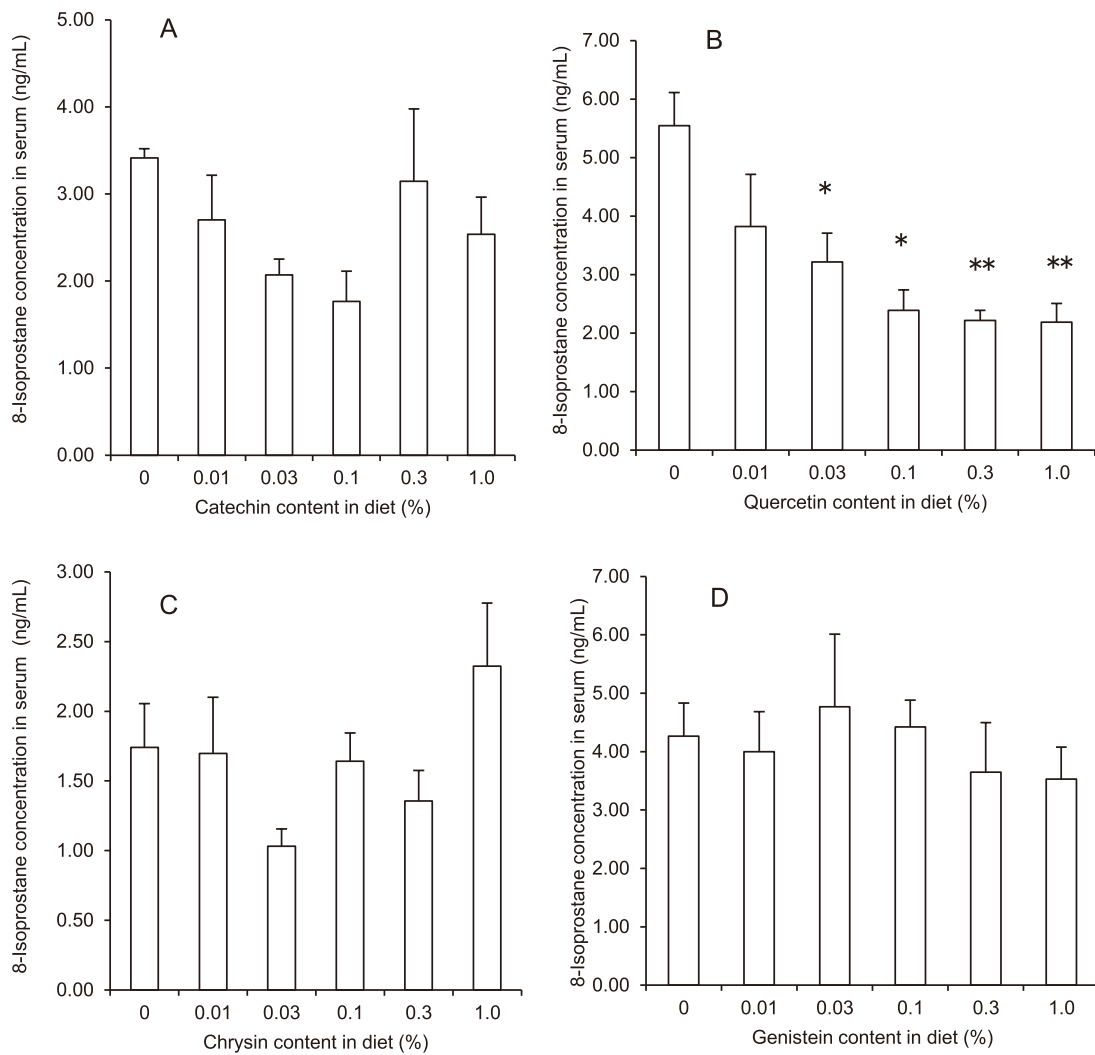 A
8-Isoprostane concentration in serum (ng/mL)
5.00
4.00
3.00
2.00
1.00
0.00
0 0.01 0.03 0.1 0.3 1.0
Catechin content in diet (%)
B
8-Isoprostane concentration in serum (ng/mL)
7.00
6.00
5.00
4.00
3.00
2.00
1.00
0.00
*
*
**
**
0 0.01 0.03 0.1 0.3 1.0
Quercetin content in diet (%)
C
8-Isoprostane concentration in serum (ng/mL)
3.00
2.50
2.00
1.50
1.00
0.50
0.00
0 0.01 0.03 0.1 0.3 1.0
Chrysin content in diet (%)
D
8-Isoprostane concentration in serum (ng/mL)
7.00
6.00
5.00
4.00
3.00
2.00
1.00
0.00
0 0.01 0.03 0.1 0.3 1.0
Genistein content in diet (%)